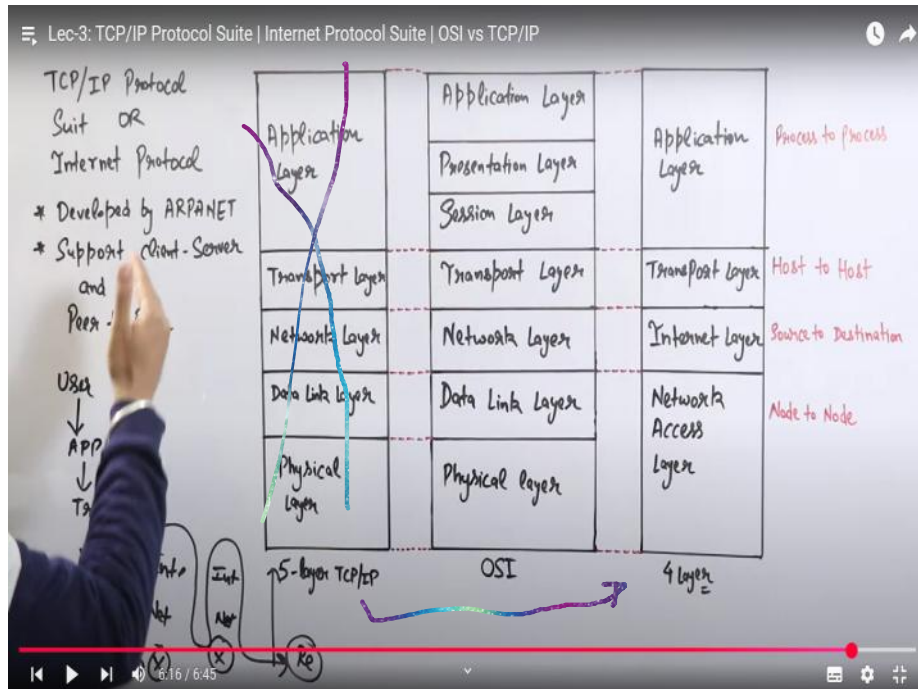 Lec-3: TCP/IP Protocol Suite | Internet Protocol Suite | OSI vs TCP/IP
TCP/IP Protocol
Suit OR
Internet Protocol
* Developed by ARPANET
* Support Client-Server
and
Peer
User
APP
Int
Net
X
Re
Application
Layer
Transport Layer
Network Layer
Data Link Layer
Physical
Layer
5-layer TCP/IP
Application Layer
Presentation Layer
Session Layer
Transport Layer
Network Layer
Data Link Layer
Physical layer
OSI
Application
Layer
Transport Layer
Internet Layer
Network
Access
Layer
4 layer
Process to Process
Host to Host
Source to Destination
Node to Node
6:16 / 6:45